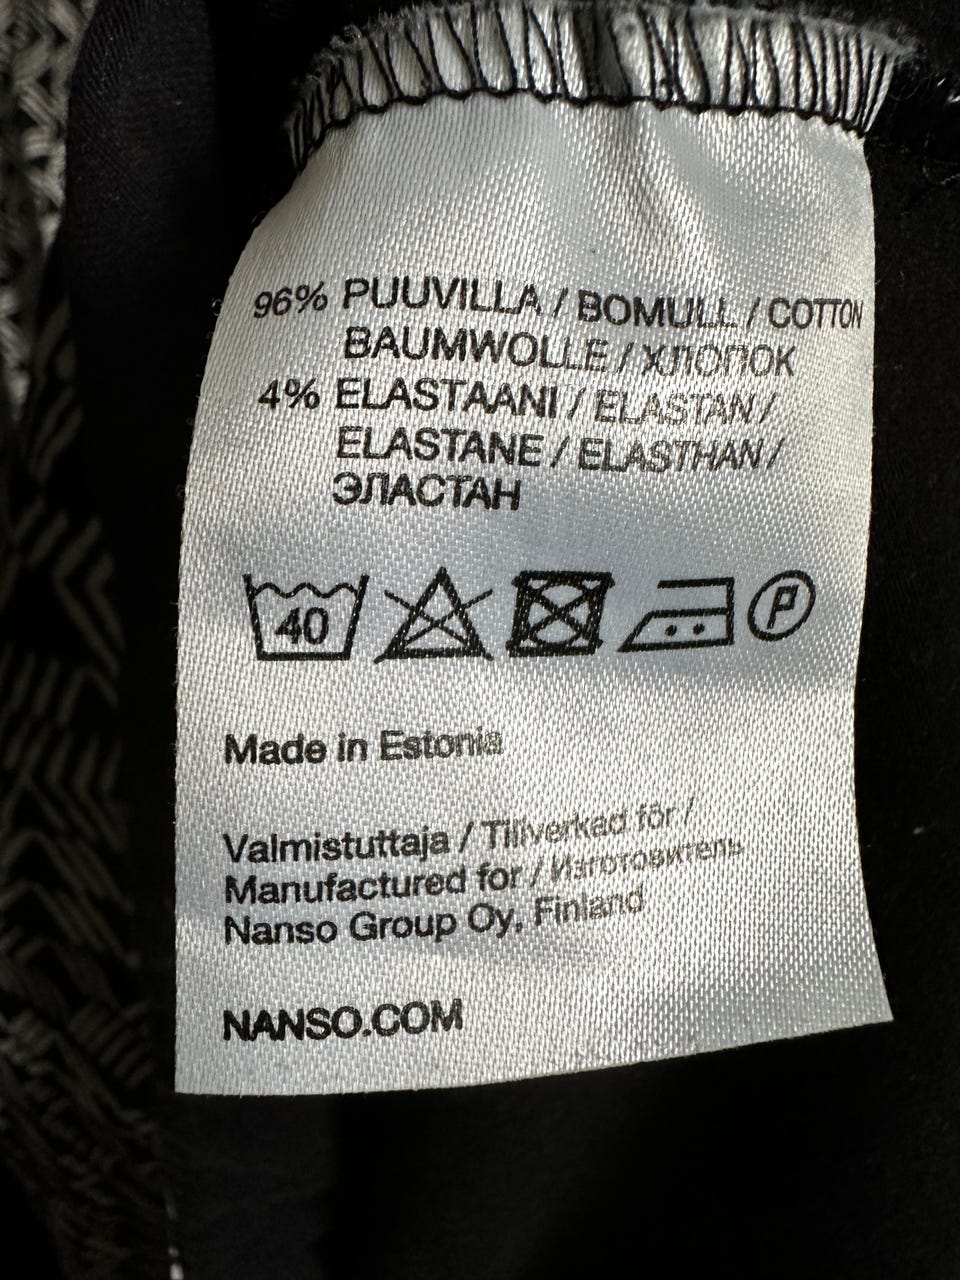 96% PUUVILLA / BOMULL / COTTON
BAUMWOLLE / ХЛОПОК
4% ELASTAANI / ELASTAN /
ELASTANE / ELASTHAN /
ЭЛАСТАН
40 P
Made in Estonia
Valmistuttaja / Tillverkad för /
Manufactured for / Изготовитель
Nanso Group Oy, Finland
NANSO.COM